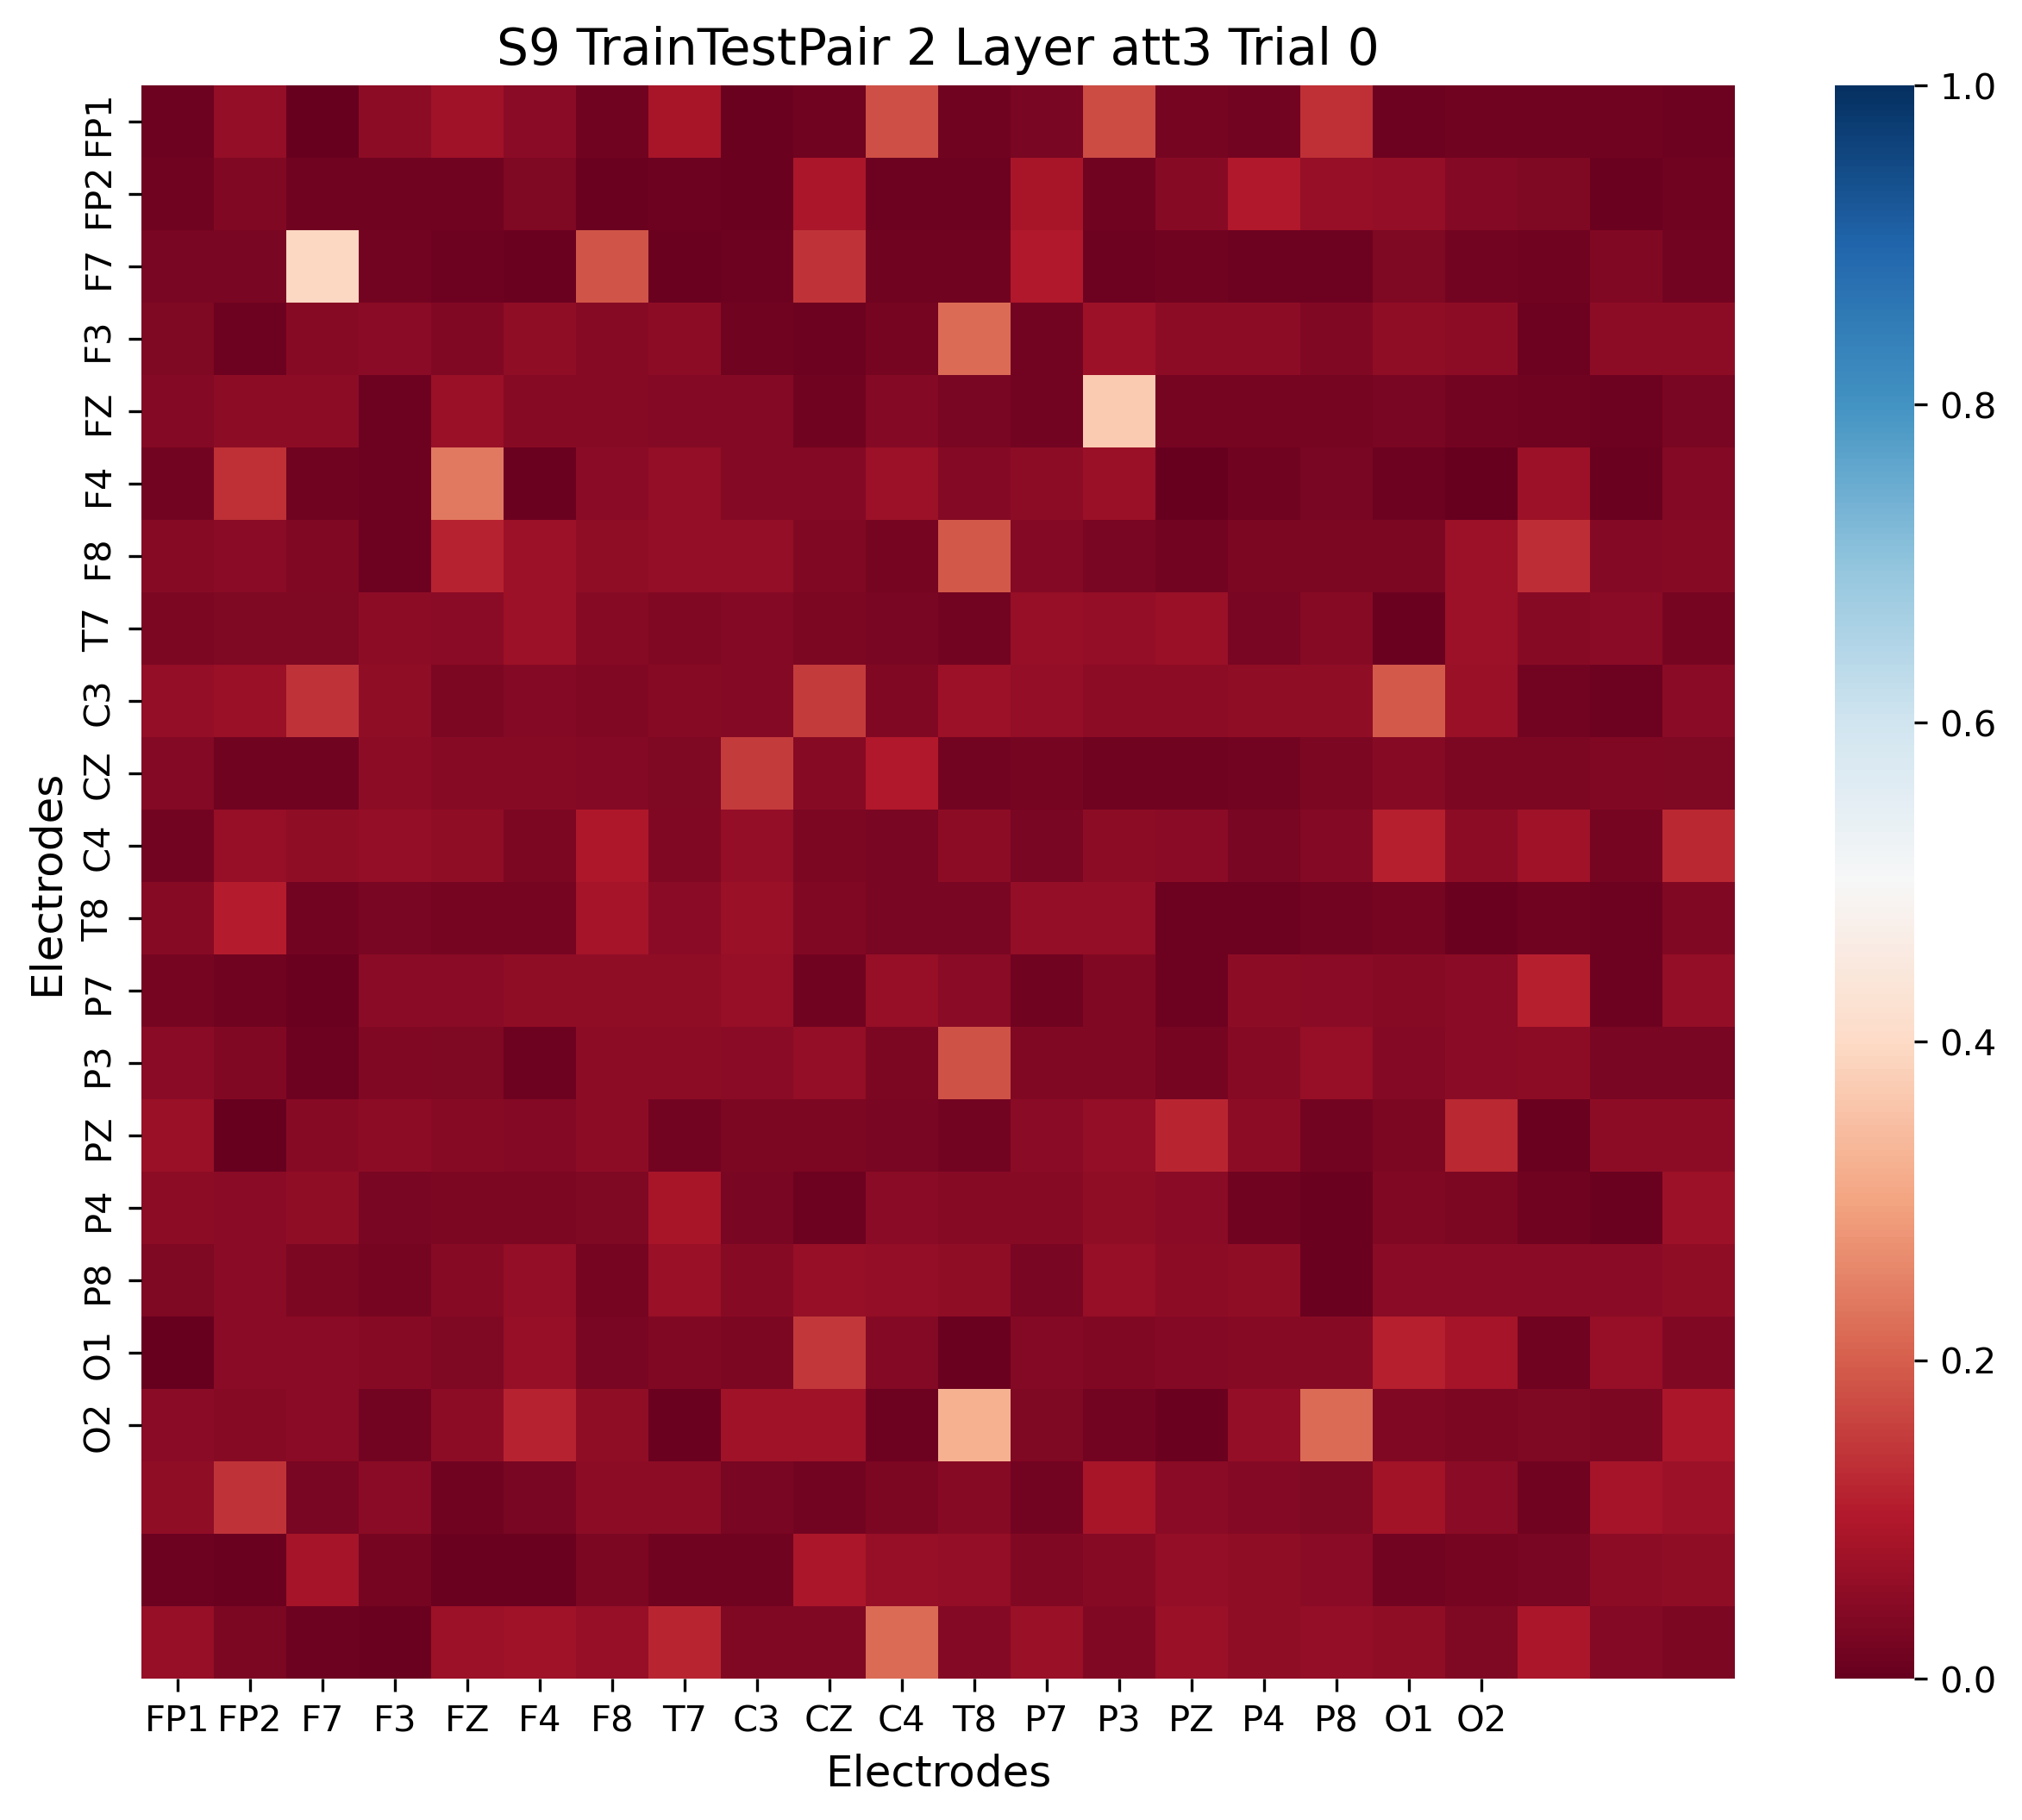 S9 TrainTestPair 2 Layer att3 Trial 0
Electrodes
FP1
FP2
F7
F3
FZ
F4
F8
T7
C3
CZ
C4
T8
P7
P3
PZ
P4
P8
O1
O2
FP1 FP2 F7 F3 FZ F4 F8 T7 C3 CZ C4 T8 P7 P3 PZ P4 P8 O1 O2
Electrodes
1.0
0.8
0.6
0.4
0.2
0.0